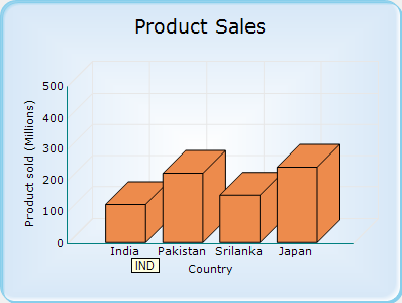 Product Sales
Product sold (Millions)
500
400
300
200
100
0
India Pakistan Srilanka Japan
IND
Country